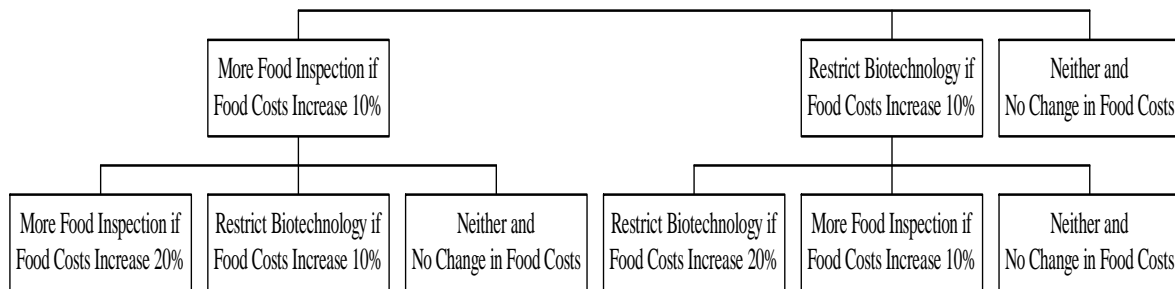 More Food Inspection if
Food Costs Increase 10%
Restrict Biotechnology if
Food Costs Increase 10%
Neither and
No Change in Food Costs
More Food Inspection if
Food Costs Increase 20%
Restrict Biotechnology if
Food Costs Increase 10%
Neither and
No Change in Food Costs
Restrict Biotechnology if
Food Costs Increase 20%
More Food Inspection if
Food Costs Increase 10%
Neither and
No Change in Food Costs